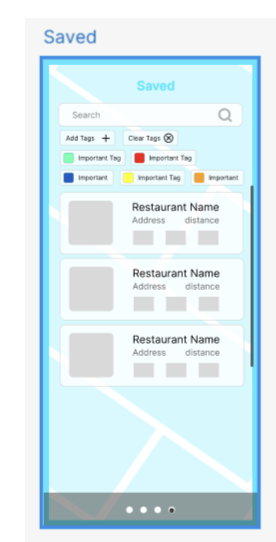 Saved
Saved
Search
Add Tags + Clear Tags
Important Tag Important Tag
Important Important Tag Important
Restaurant Name
Address distance
Restaurant Name
Address distance
Restaurant Name
Address distance